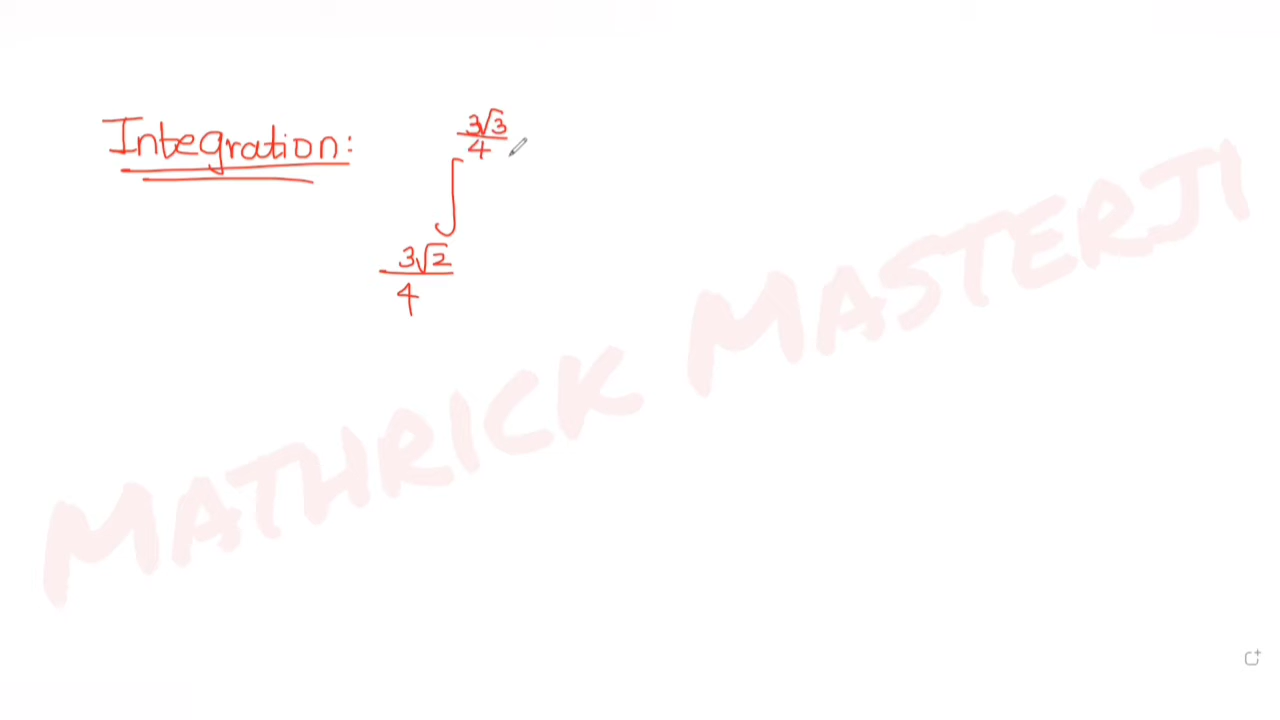 Integration: ∫
3√3
4
3√2
4
MATHRICK MASTERJI